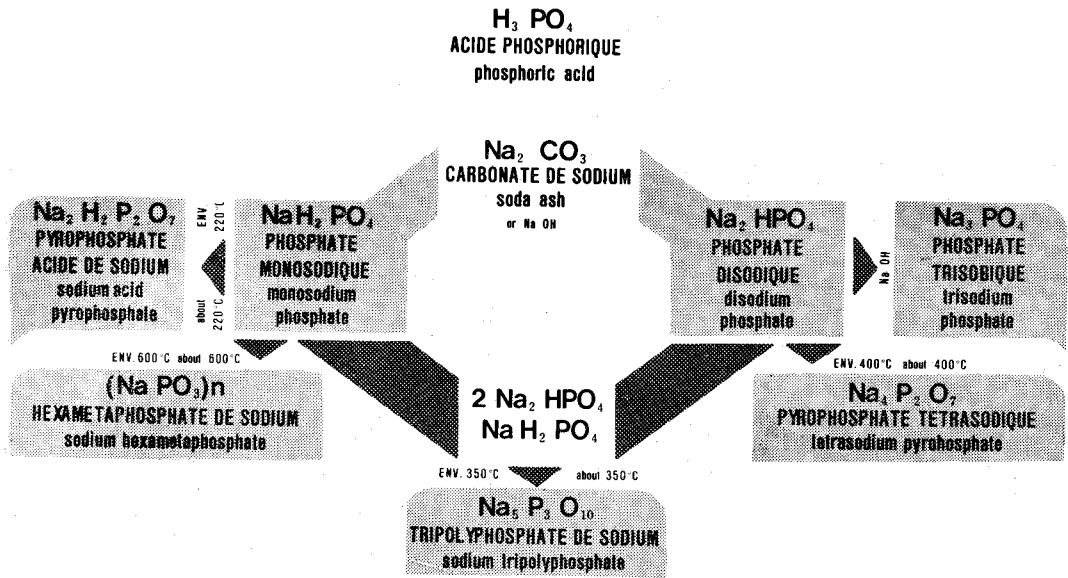 H₃ PO₄
ACIDE PHOSPHORIQUE
phosphoric acid
Na₂ CO₃
CARBONATE DE SODIUM
soda ash
or Na OH
Na₂ H₂ P₂ O₇
PYROPHOSPHATE
ACIDE DE SODIUM
sodium acid
pyrophosphate
ENV.
220°C
about
220°C
Na H₂ PO₄
PHOSPHATE
MONOSODIQUE
monosodium
phosphate
Na₂ HPO₄
PHOSPHATE
DISODIQUE
disodium
phosphate
Na OH
Na₃ PO₄
PHOSPHATE
TRISOBIQUE
trisodium
phosphate
ENV. 600°C about 600°C
(Na PO₃)n
HEXAMETAPHOSPHATE DE SODIUM
sodium hexametaphosphate
2 Na₂ HPO₄
Na H₂ PO₄
ENV. 400°C about 400°C
Na₄ P₂ O₇
PYROPHOSPHATE TETRASODIQUE
tetrasodium pyrohosphate
ENV. 350°C about 350°C
Na₅ P₃ O₁₀
TRIPOLYPHOSPHATE DE SODIUM
sodium tripolyphosphate